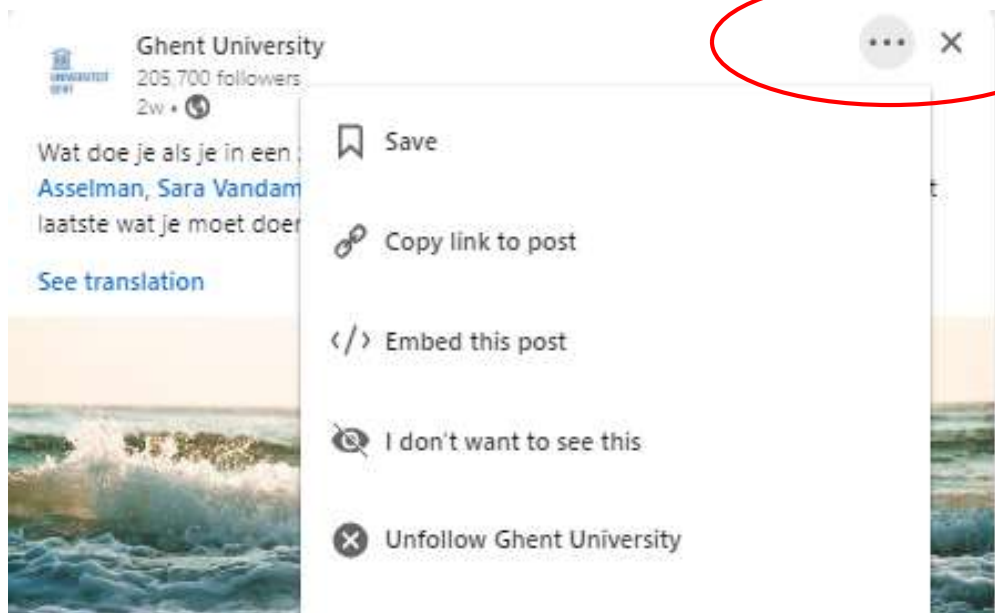 Ghent University
205,700 followers
2w •
Wat doe je als je in een
Asselman, Sara Vandam
t
laatste wat je moet doer
See translation
Save
Copy link to post
</> Embed this post
I don't want to see this
Unfollow Ghent University